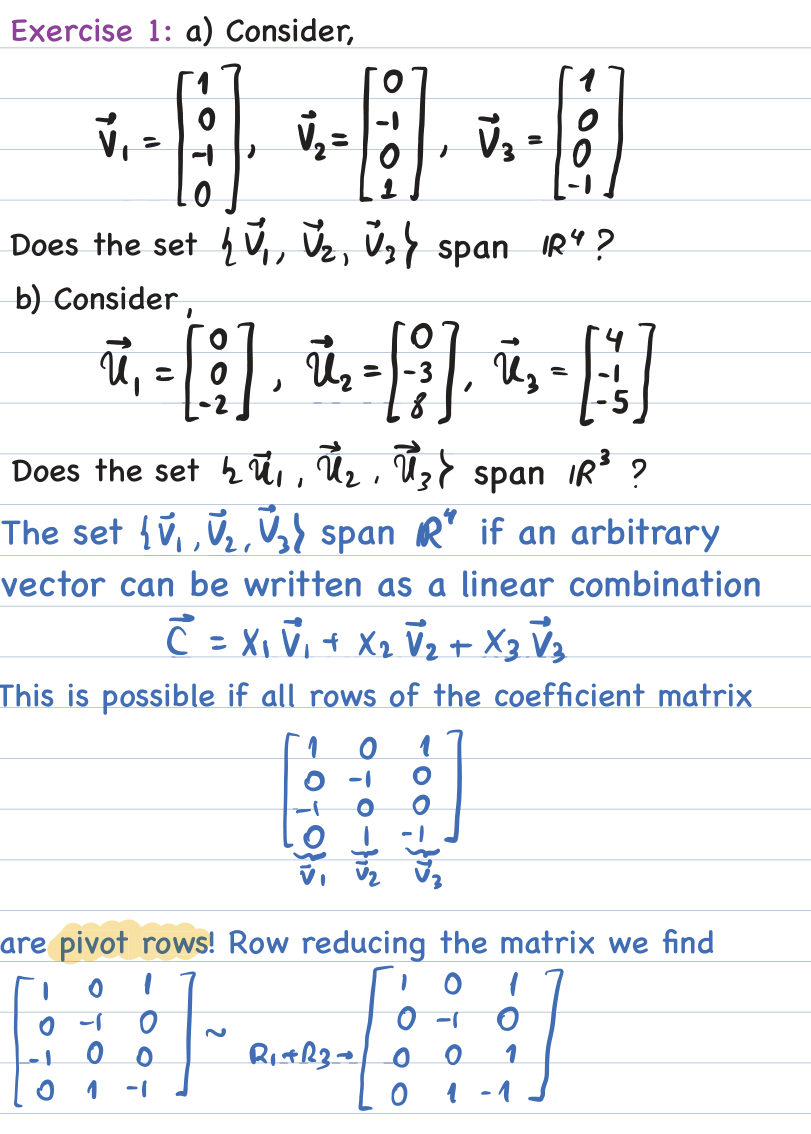 Exercise 1: a) Consider,
v⃗₁ = [1 0 -1 0], v⃗₂ = [0 -1 0 1], v⃗₃ = [1 0 0 -1]
Does the set {v⃗₁, v⃗₂, v⃗₃} span ℝ⁴?
b) Consider,
u⃗₁ = [0 0 -2], u⃗₂ = [0 -3 8], u⃗₃ = [4 -1 -5]
Does the set {u⃗₁, u⃗₂, u⃗₃} span ℝ³?
The set {v⃗₁, v⃗₂, v⃗₃} span ℝ⁴ if an arbitrary
vector can be written as a linear combination
c⃗ = x₁v⃗₁ + x₂v⃗₂ + x₃v⃗₃
This is possible if all rows of the coefficient matrix
1 0 1
0 -1 0
-1 0 0
0 1 -1
v⃗₁ v⃗₂ v⃗₃
are pivot rows! Row reducing the matrix we find
[1 0 1 ; 0 -1 0 ; -1 0 0 ; 0 1 -1] ~ R₁+R₃→ [1 0 1 ; 0 -1 0 ; 0 0 1 ; 0 1 -1]